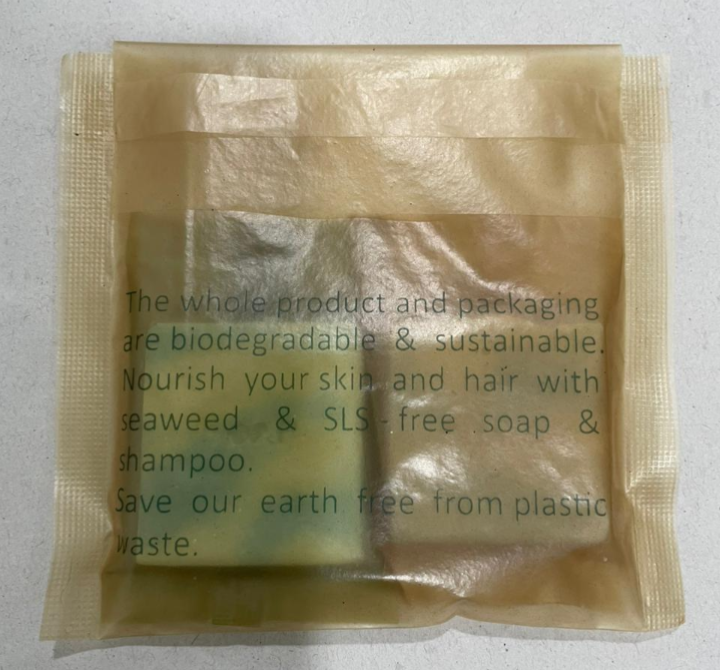 The whole product and packaging
are biodegradable & sustainable.
Nourish your skin and hair with
seaweed & SLS - free soap &
shampoo.
Save our earth free from plastic
waste.